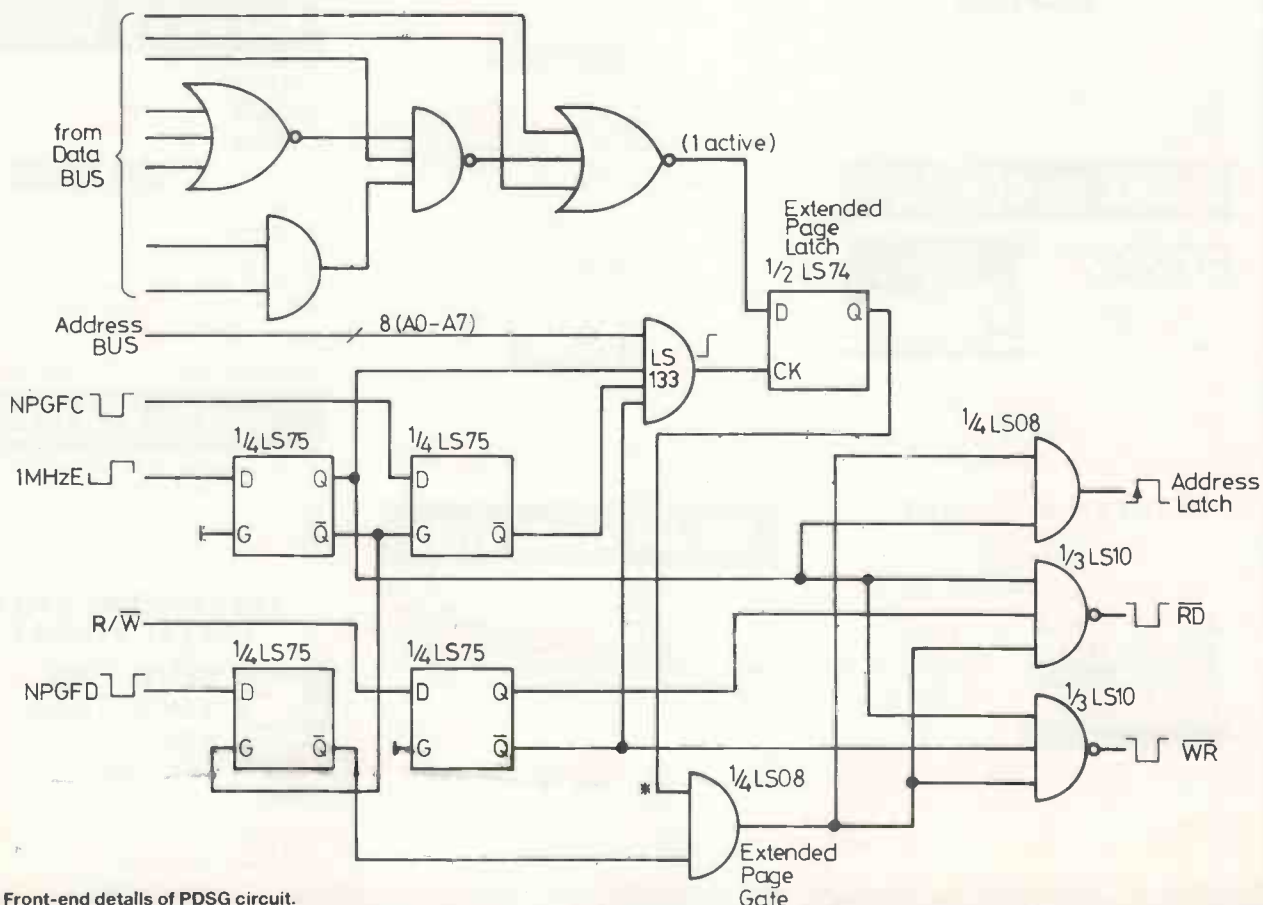 from
Data
BUS
(1 active)
Extended
Page
Latch
1/2 LS74
D Q
CK
Address
BUS
8 (A0-A7)
LS
133
NPGFC
1/4 LS75
1/4 LS75
1MHzE
D Q
G Q̅
D
G Q̅
1/4 LS08
Address
Latch
1/3 LS10
R̅D̅
R/W̅
1/4 LS75
1/4 LS75
NPGFD
D
G Q̅
D Q
G Q̅
1/3 LS10
W̅R̅
*
1/4 LS08
Extended
Page
Gate
Front-end details of PDSG circuit.